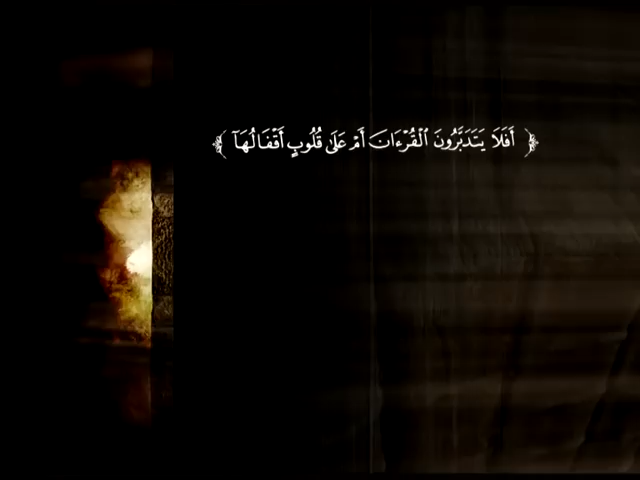 ﴿ أَفَلَا يَتَدَبَّرُونَ ٱلْقُرْءَانَ أَمْ عَلَىٰ قُلُوبٍ أَقْفَالُهَآ ﴾